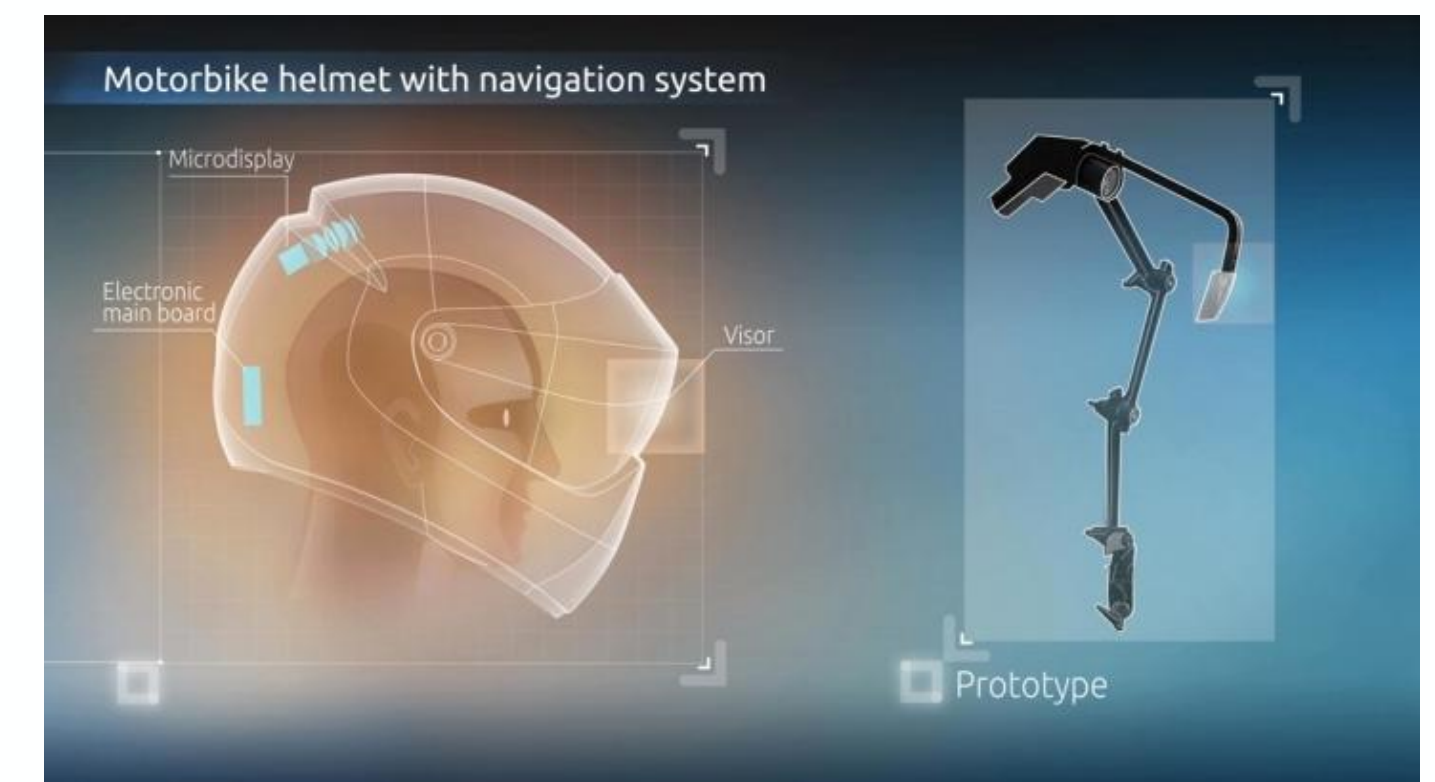 Motorbike helmet with navigation system
Microdisplay
Electronic
main board
Visor
Prototype